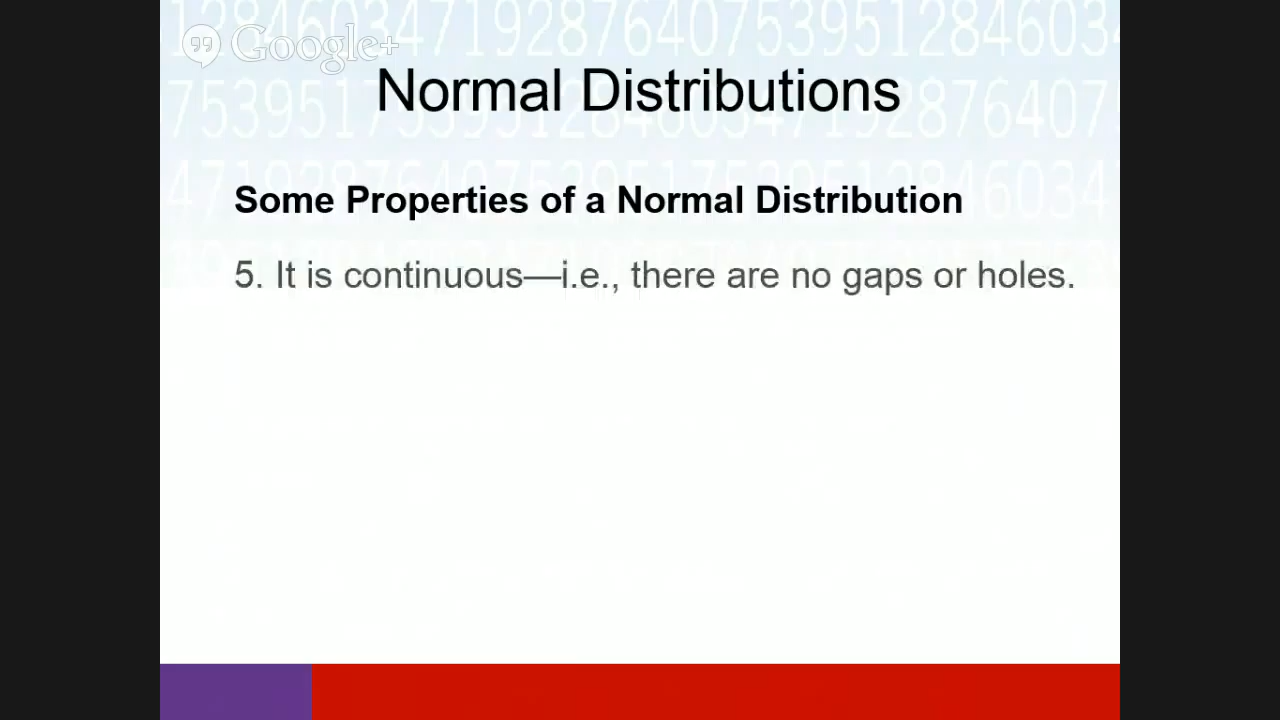 Google+
Normal Distributions
Some Properties of a Normal Distribution
5. It is continuous—i.e., there are no gaps or holes.